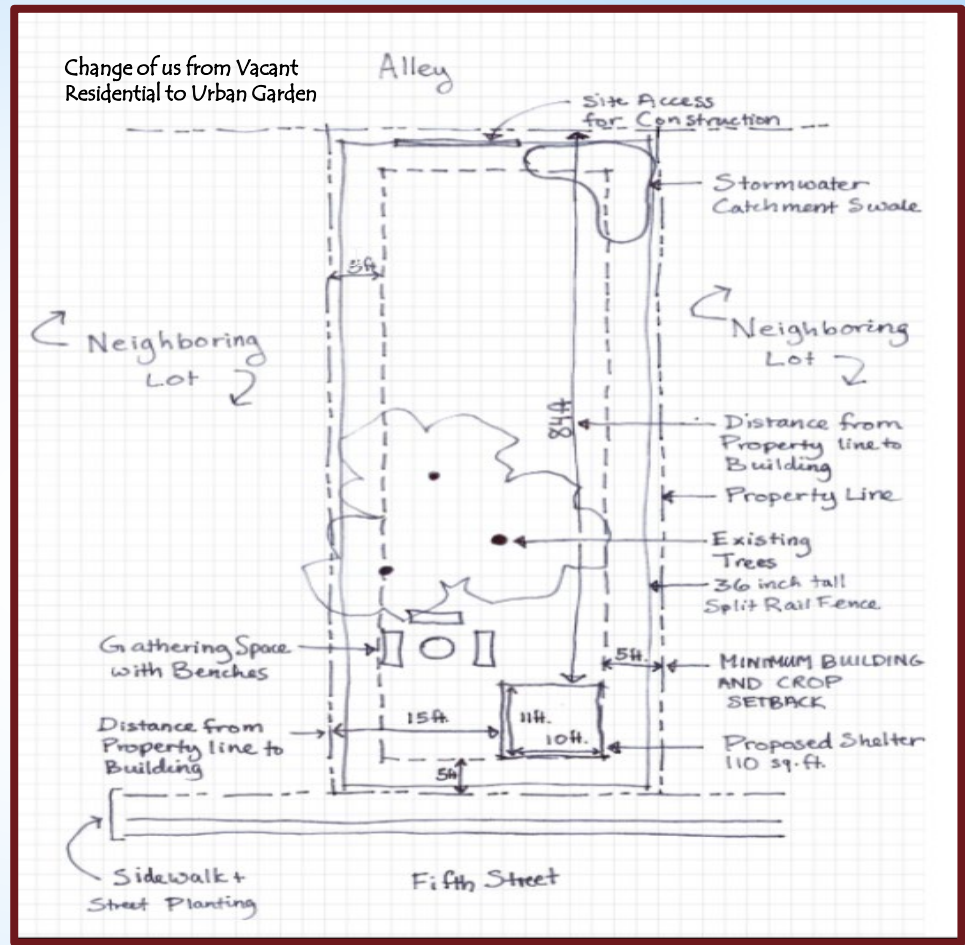 Change of us from Vacant
Residential to Urban Garden
Alley
Site Access
for Construction
Stormwater
Catchment Swale
Neighboring
Lot
Neighboring
Lot
84ft
Distance from
Property line to
Building
Property Line
Existing
Trees
36 inch tall
Split Rail Fence
Gathering Space
with Benches
5ft.
MINIMUM BUILDING
AND CROP
SETBACK
Distance from
Property line to
Building
15ft.
11ft.
10ft.
Proposed Shelter
110 sq.ft.
5ft
Sidewalk +
Street Planting
Fifth Street